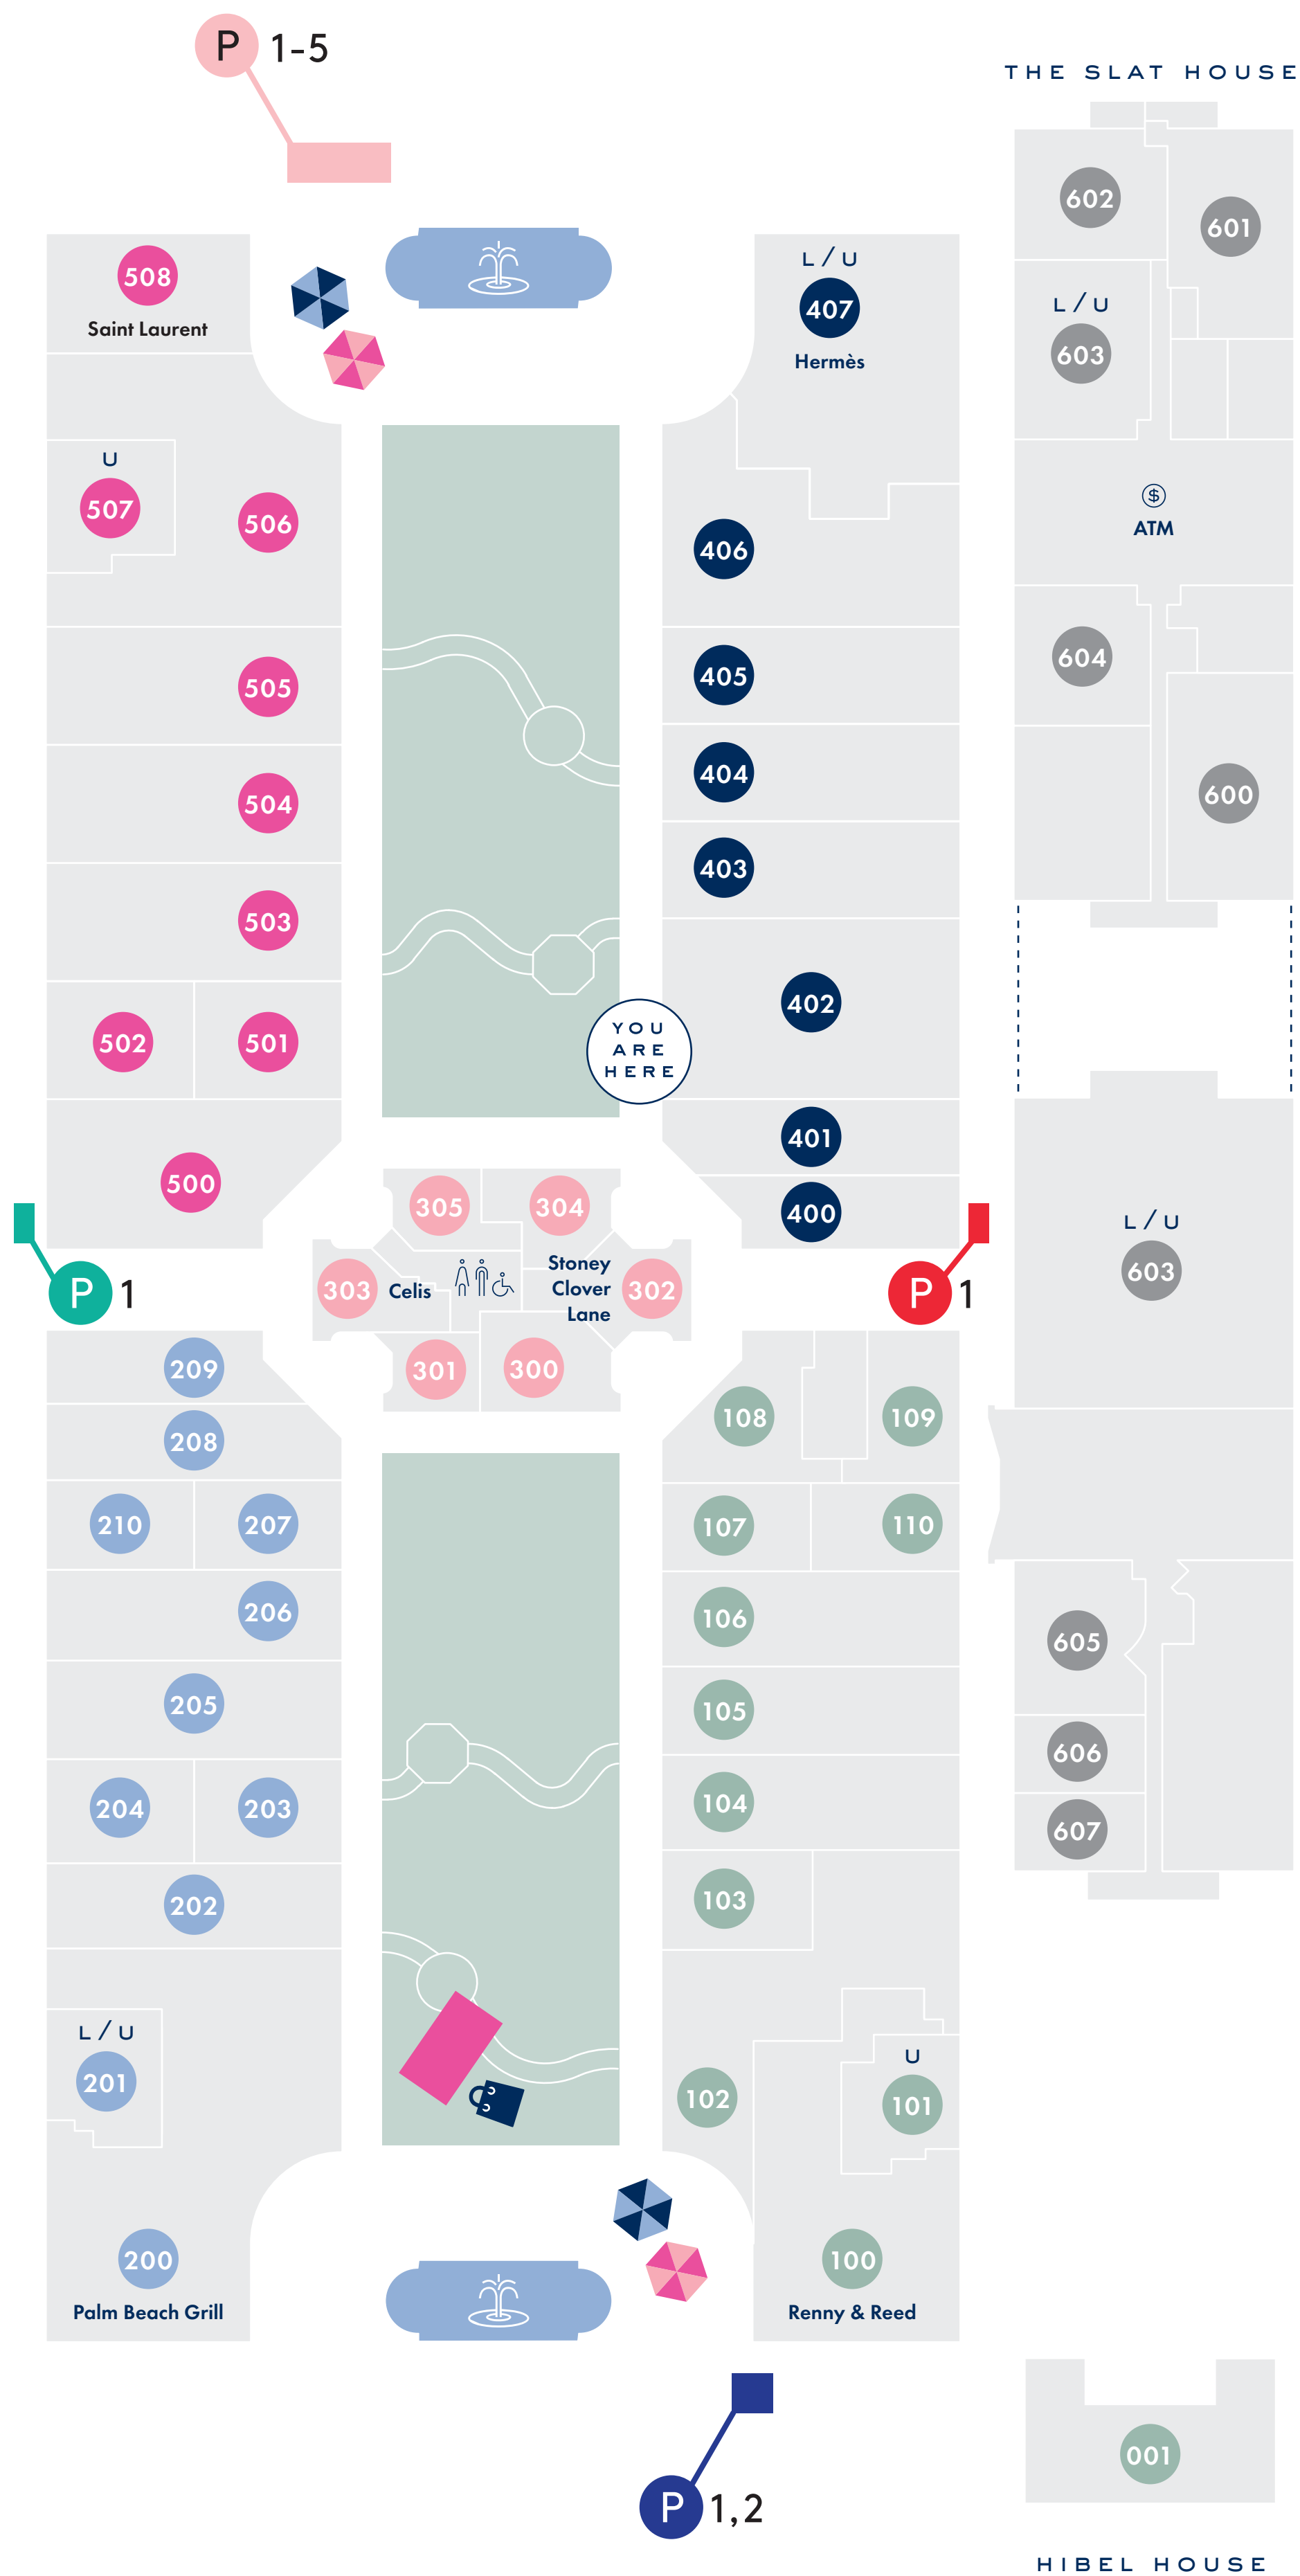 P 1-5
THE SLAT HOUSE
602
601
508
Saint Laurent
L/U
407
Hermès
L/U
603
U
507
506
$
ATM
406
505
405
604
504
404
600
503
403
402
502
501
YOU
ARE
HERE
401
500
305
304
400
L/U
603
P 1
303
Celis
Stoney
Clover
Lane
302
P 1
209
301
300
108
109
208
210
207
107
110
206
106
605
205
105
606
204
203
104
607
202
103
L/U
201
102
U
101
200
Palm Beach Grill
100
Renny & Reed
001
P 1,2
HIBEL HOUSE